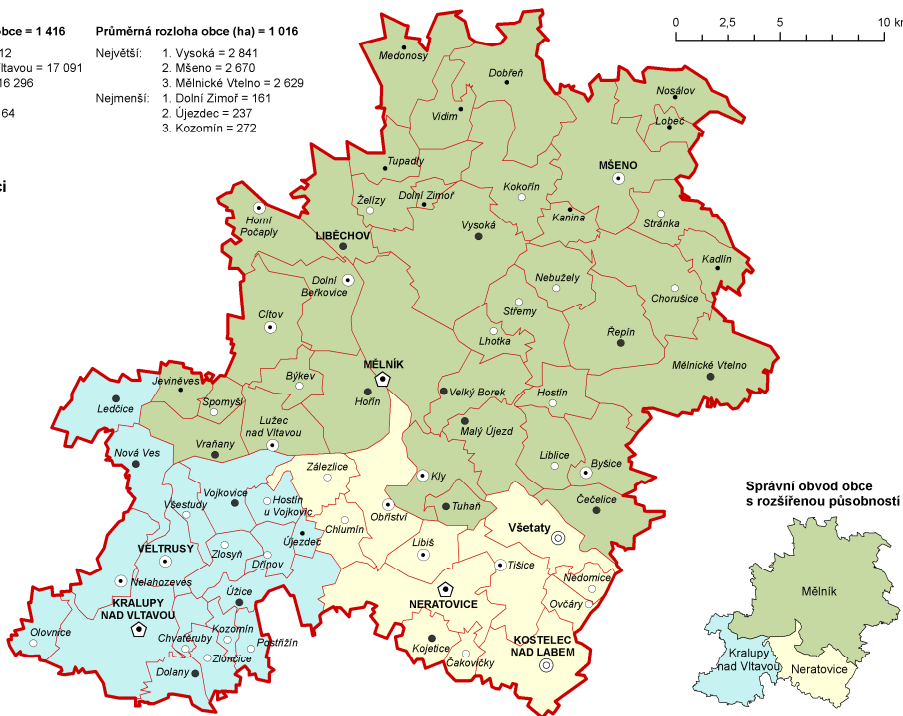 obce = 1 416
12
ltavou = 17 091
16 296
64
ci
Průměrná rozloha obce (ha) = 1 016
Největší: 1. Vysoká = 2 841
2. Mšeno = 2 670
3. Mělnické Vtelno = 2 629
Nejmenší: 1. Dolní Zimoř = 161
2. Újezdec = 237
3. Kozomín = 272
0 2,5 5 10 km
Medonosy
Dobřeň
Nosálov
Vidim
Lobeč
Tupadly
MŠENO
Kokořín
Dolní Zimoř
Želízy
Kanina
Stránka
Horní
Počaply
LIBĚCHOV
Vysoká
Kadlín
Dolní
Beřkovice
Nebužely
Chorušice
Střemy
Cítov
Lhotka
Řepín
MĚLNÍK
Mělnické Vtelno
Býkev
Jeviněves
Hořín
Velký Borek
Hostín
Ledčice
Spomyšl
Lužec
nad Vltavou
Malý Újezd
Vraňany
Nová Ves
Liblice
Byšice
Zálezlice
Kly
Vojkovice
Hostín
u Vojkovic
Všestudy
Obříství
Tuhaň
Čečelice
Chlumín
Všetaty
Újezdec
VELTRUSY
Zlosyň
Dřínov
Libiš
Tišice
Nelahozeves
Nedomice
Úžice
Ovčáry
KRALUPY
NAD VLTAVOU
NERATOVICE
Olovnice
Chvatěruby
Kozomín
Postřižín
Kojetice
KOSTELEC
NAD LABEM
Zlončice
Čakovičky
Dolany
Správní obvod obce
s rozšířenou působností
Mělník
Kralupy
nad Vltavou
Neratovice